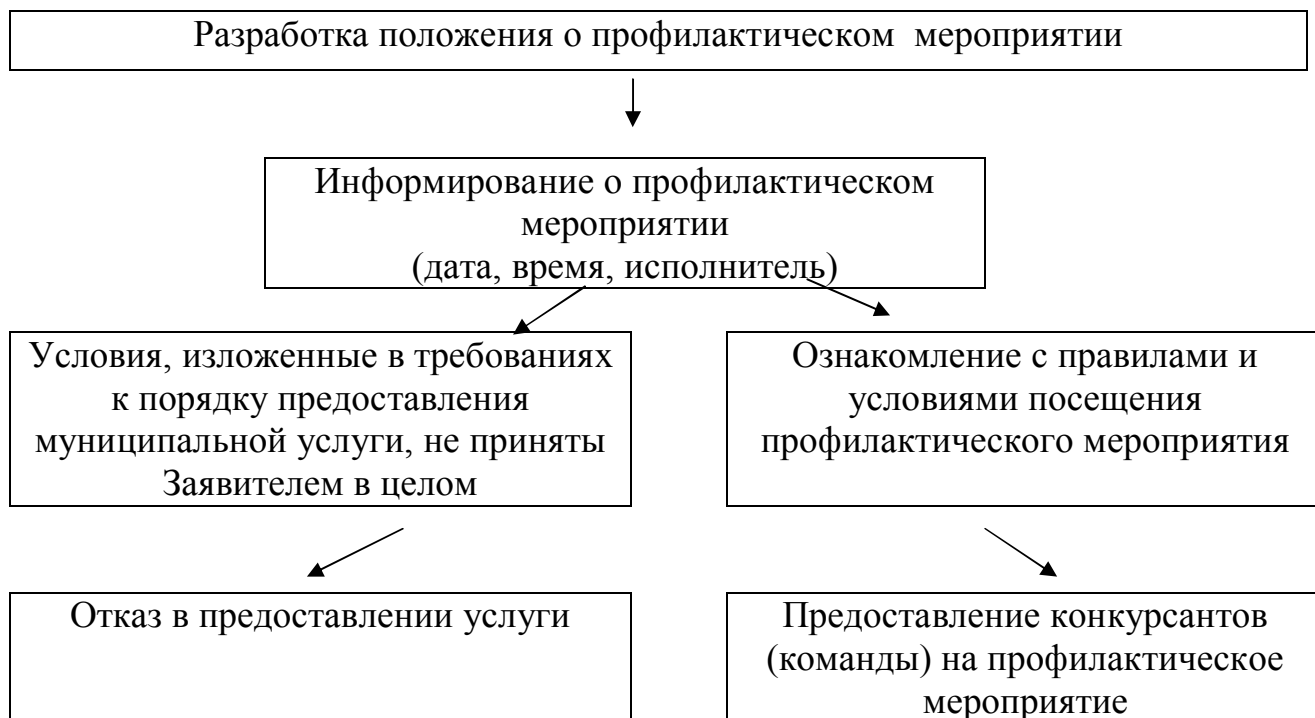 Разработка положения о профилактическом мероприятии
Информирование о профилактическом
мероприятии
(дата, время, исполнитель)
Условия, изложенные в требованиях
к порядку предоставления
муниципальной услуги, не приняты
Заявителем в целом
Ознакомление с правилами и
условиями посещения
профилактического мероприятия
Отказ в предоставлении услуги
Предоставление конкурсантов
(команды) на профилактическое
мероприятие